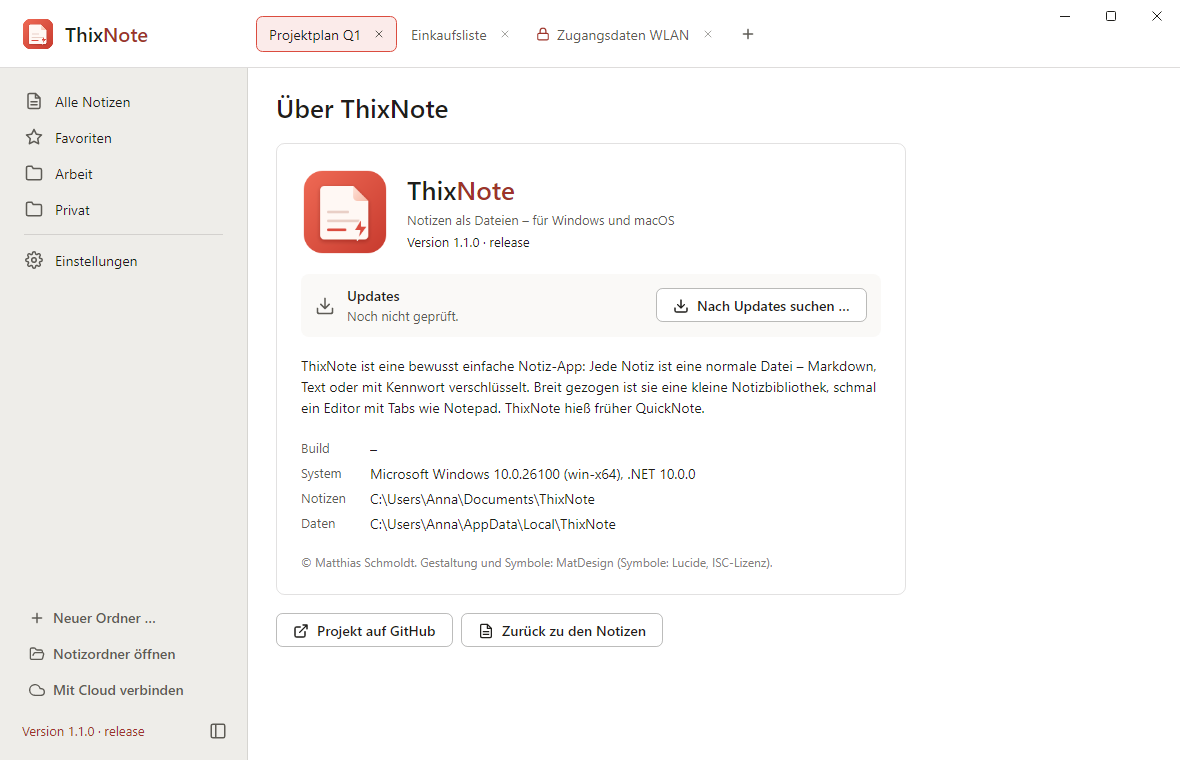 ThixNote
Projektplan Q1
Einkaufsliste
Zugangsdaten WLAN
Alle Notizen
Favoriten
Arbeit
Privat
Einstellungen
Neuer Ordner ...
Notizordner öffnen
Mit Cloud verbinden
Version 1.1.0 · release
Über ThixNote
ThixNote
Notizen als Dateien – für Windows und macOS
Version 1.1.0 · release
Updates
Noch nicht geprüft.
Nach Updates suchen ...
ThixNote ist eine bewusst einfache Notiz-App: Jede Notiz ist eine normale Datei – Markdown,
Text oder mit Kennwort verschlüsselt. Breit gezogen ist sie eine kleine Notizbibliothek, schmal
ein Editor mit Tabs wie Notepad. ThixNote hieß früher QuickNote.
Build –
System Microsoft Windows 10.0.26100 (win-x64), .NET 10.0.0
Notizen C:\Users\Anna\Documents\ThixNote
Daten C:\Users\Anna\AppData\Local\ThixNote
© Matthias Schmoldt. Gestaltung und Symbole: MatDesign (Symbole: Lucide, ISC-Lizenz).
Projekt auf GitHub
Zurück zu den Notizen